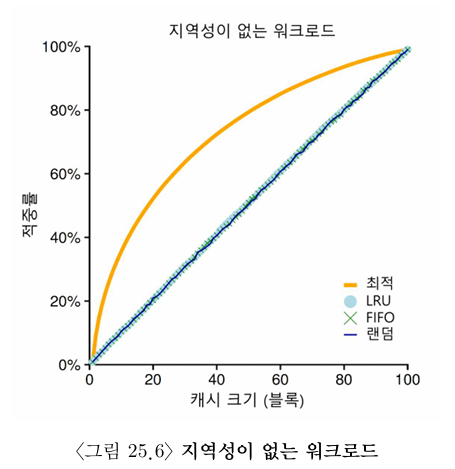 지역성이 없는 워크로드
100%
80%
60%
40%
20%
0%
적중률
최적
LRU
FIFO
랜덤
0 20 40 60 80 100
캐시 크기 (블록)
〈그림 25.6〉 지역성이 없는 워크로드